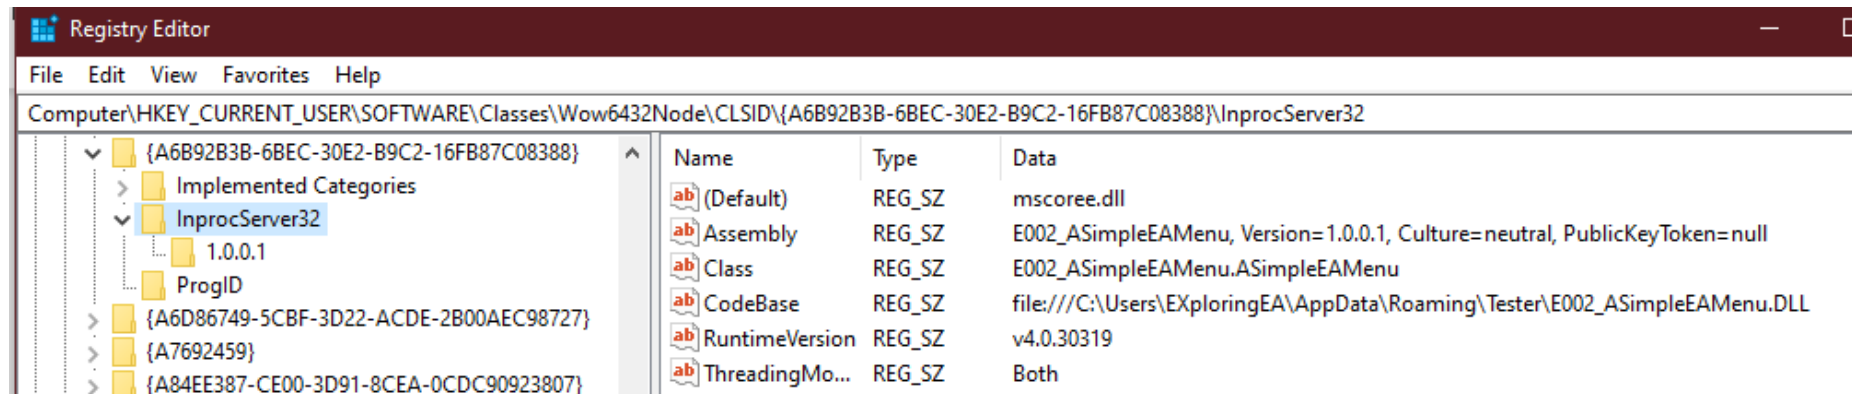 Registry Editor
File Edit View Favorites Help
Computer\HKEY_CURRENT_USER\SOFTWARE\Classes\Wow6432Node\CLSID\{A6B92B3B-6BEC-30E2-B9C2-16FB87C08388}\InprocServer32
{A6B92B3B-6BEC-30E2-B9C2-16FB87C08388}
Implemented Categories
InprocServer32
1.0.0.1
ProgID
{A6D86749-5CBF-3D22-ACDE-2B00AEC98727}
{A7692459}
{A84EE387-CE00-3D91-8CEA-0CDC90923807}
Name Type Data
(Default) REG_SZ mscoree.dll
Assembly REG_SZ E002_ASimpleEAMenu, Version=1.0.0.1, Culture=neutral, PublicKeyToken=null
Class REG_SZ E002_ASimpleEAMenu.ASimpleEAMenu
CodeBase REG_SZ file:///C:\Users\EXploringEA\AppData\Roaming\Tester\E002_ASimpleEAMenu.DLL
RuntimeVersion REG_SZ v4.0.30319
ThreadingMo... REG_SZ Both